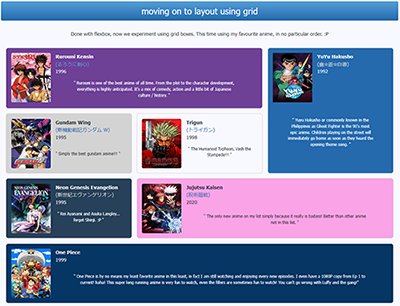 moving on to layout using grid
Done with flexbox, now we experiment using grid boxes. This time using my favourite anime, in no particular order. :P
Rurouni Kensin
(るろうに剣心)
1996
" Rurouni is one of the best anime of all time. From the plot to the character development,
everything is highly anticipated. It's a mix of comedy, action and a little bit of Japanese
culture / history. "
YuYu Hakusho
(幽☆遊☆白書)
1992
" YuYu Hakusho or commonly known in the
Philippines as Ghost Fighter is the 90's most
epic anime. Children playing on the street will
immediately go home as soon as they heard the
opening theme song. "
Gundam Wing
(新機動戦記ガンダム W)
1995
" Simply the best gundam anime!!! "
Trigun
(トライガン)
1998
" The Humanoid Typhoon, Vash the
Stampede!!! "
NEON GENESIS
EVANGELION
Neon Genesis Evangelion
(新世紀エヴァンゲリオン)
1995
" Rei Ayanami and Asuka Langley...
forget Shinji. :P "
Jujutsu Kaisen
(呪術廻戦)
2020
" The only new anime on my list simply because it really is badass! Better than other anime
not in this list. "
One Piece
1999
" One Piece is by no means my least favorite anime in this least, in fact I am still watching and enjoying every new episodes. I even have a 1080P copy from Ep 1 to
current! haha! This super long running anime is very fun to watch, even the fillers are sometimes fun to watch! You can't go wrong with Luffy and the gang!"